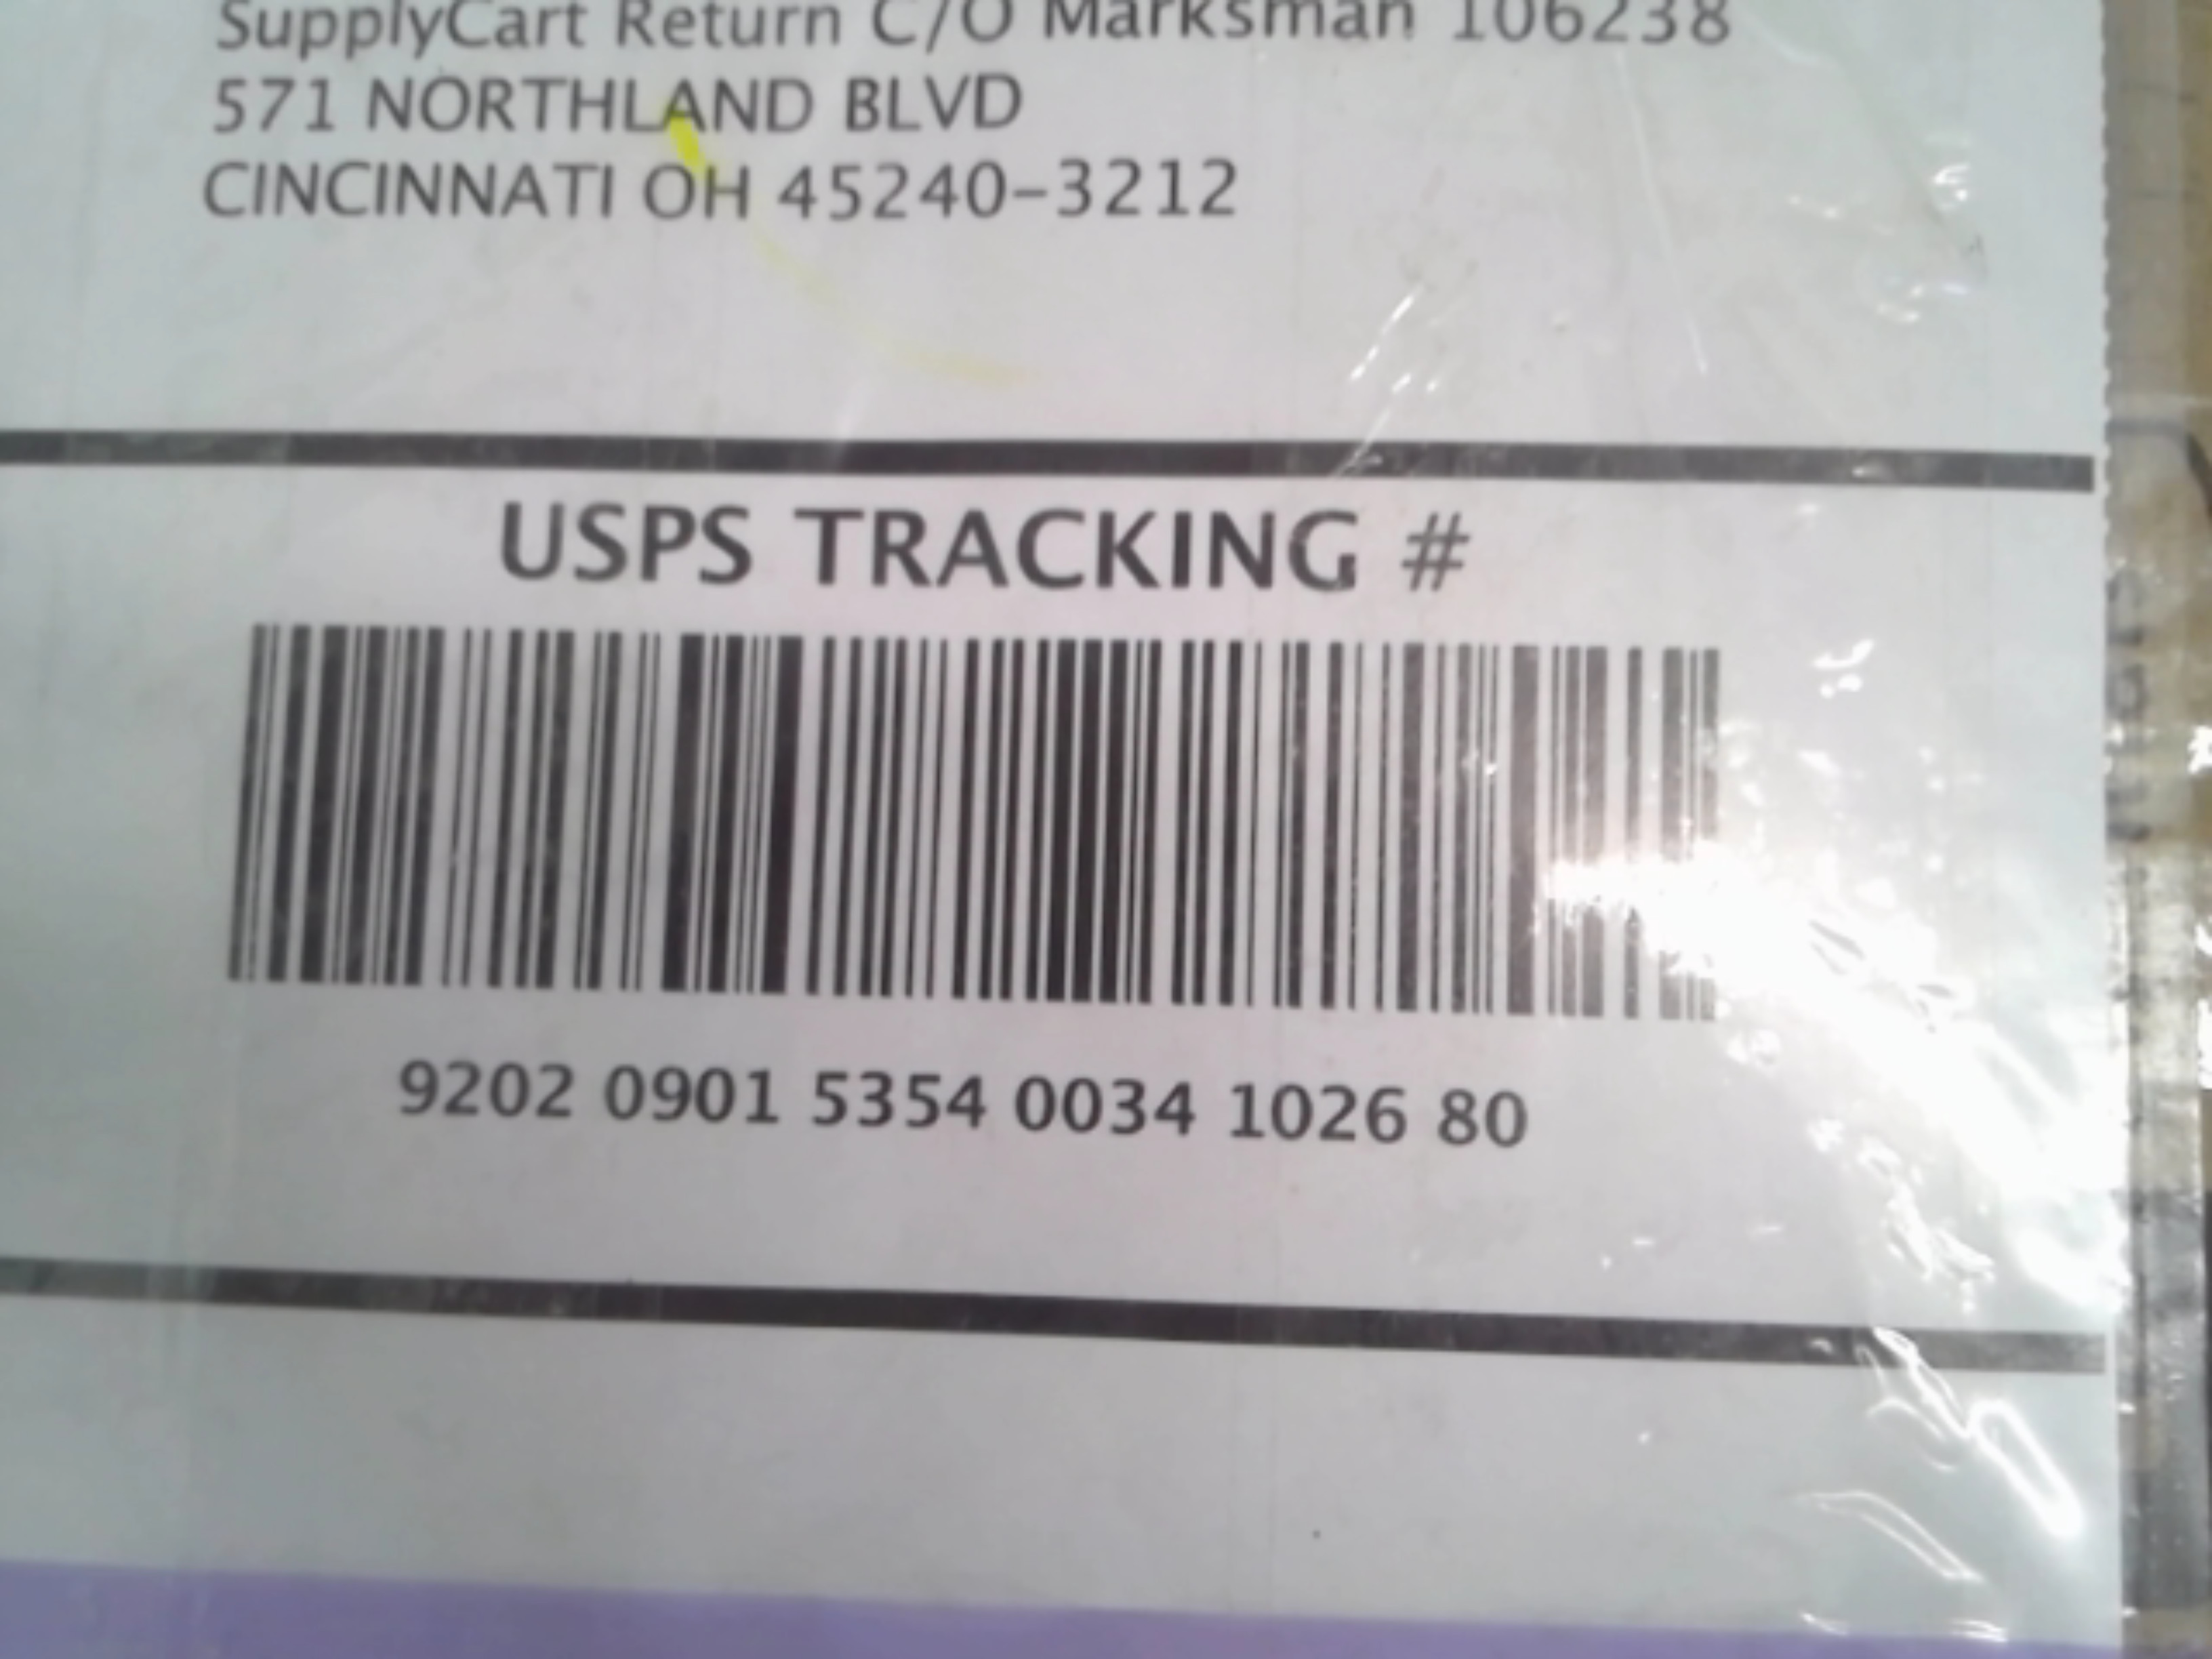 SupplyCart Return C/O Marksman 106238
571 NORTHLAND BLVD
CINCINNATI OH 45240-3212
USPS TRACKING #
9202 0901 5354 0034 1026 80